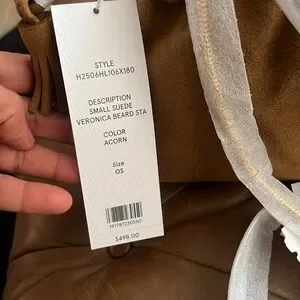 STYLE
H2506HL106X180
DESCRIPTION
SMALL SUEDE
VERONICA BEARD STA
COLOR
ACORN
Size
OS
$498.00